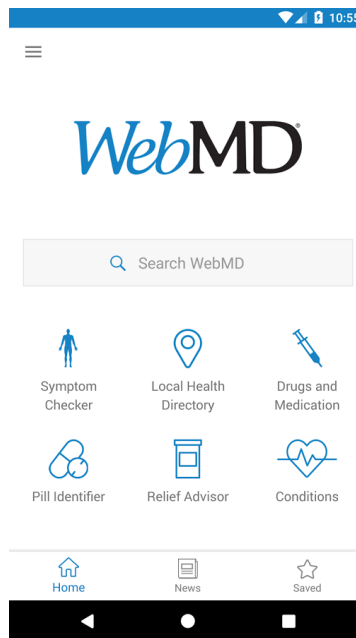 10:55
WebMD®
Search WebMD
Symptom
Checker
Local Health
Directory
Drugs and
Medication
Pill Identifier
Relief Advisor
Conditions
Home
News
Saved